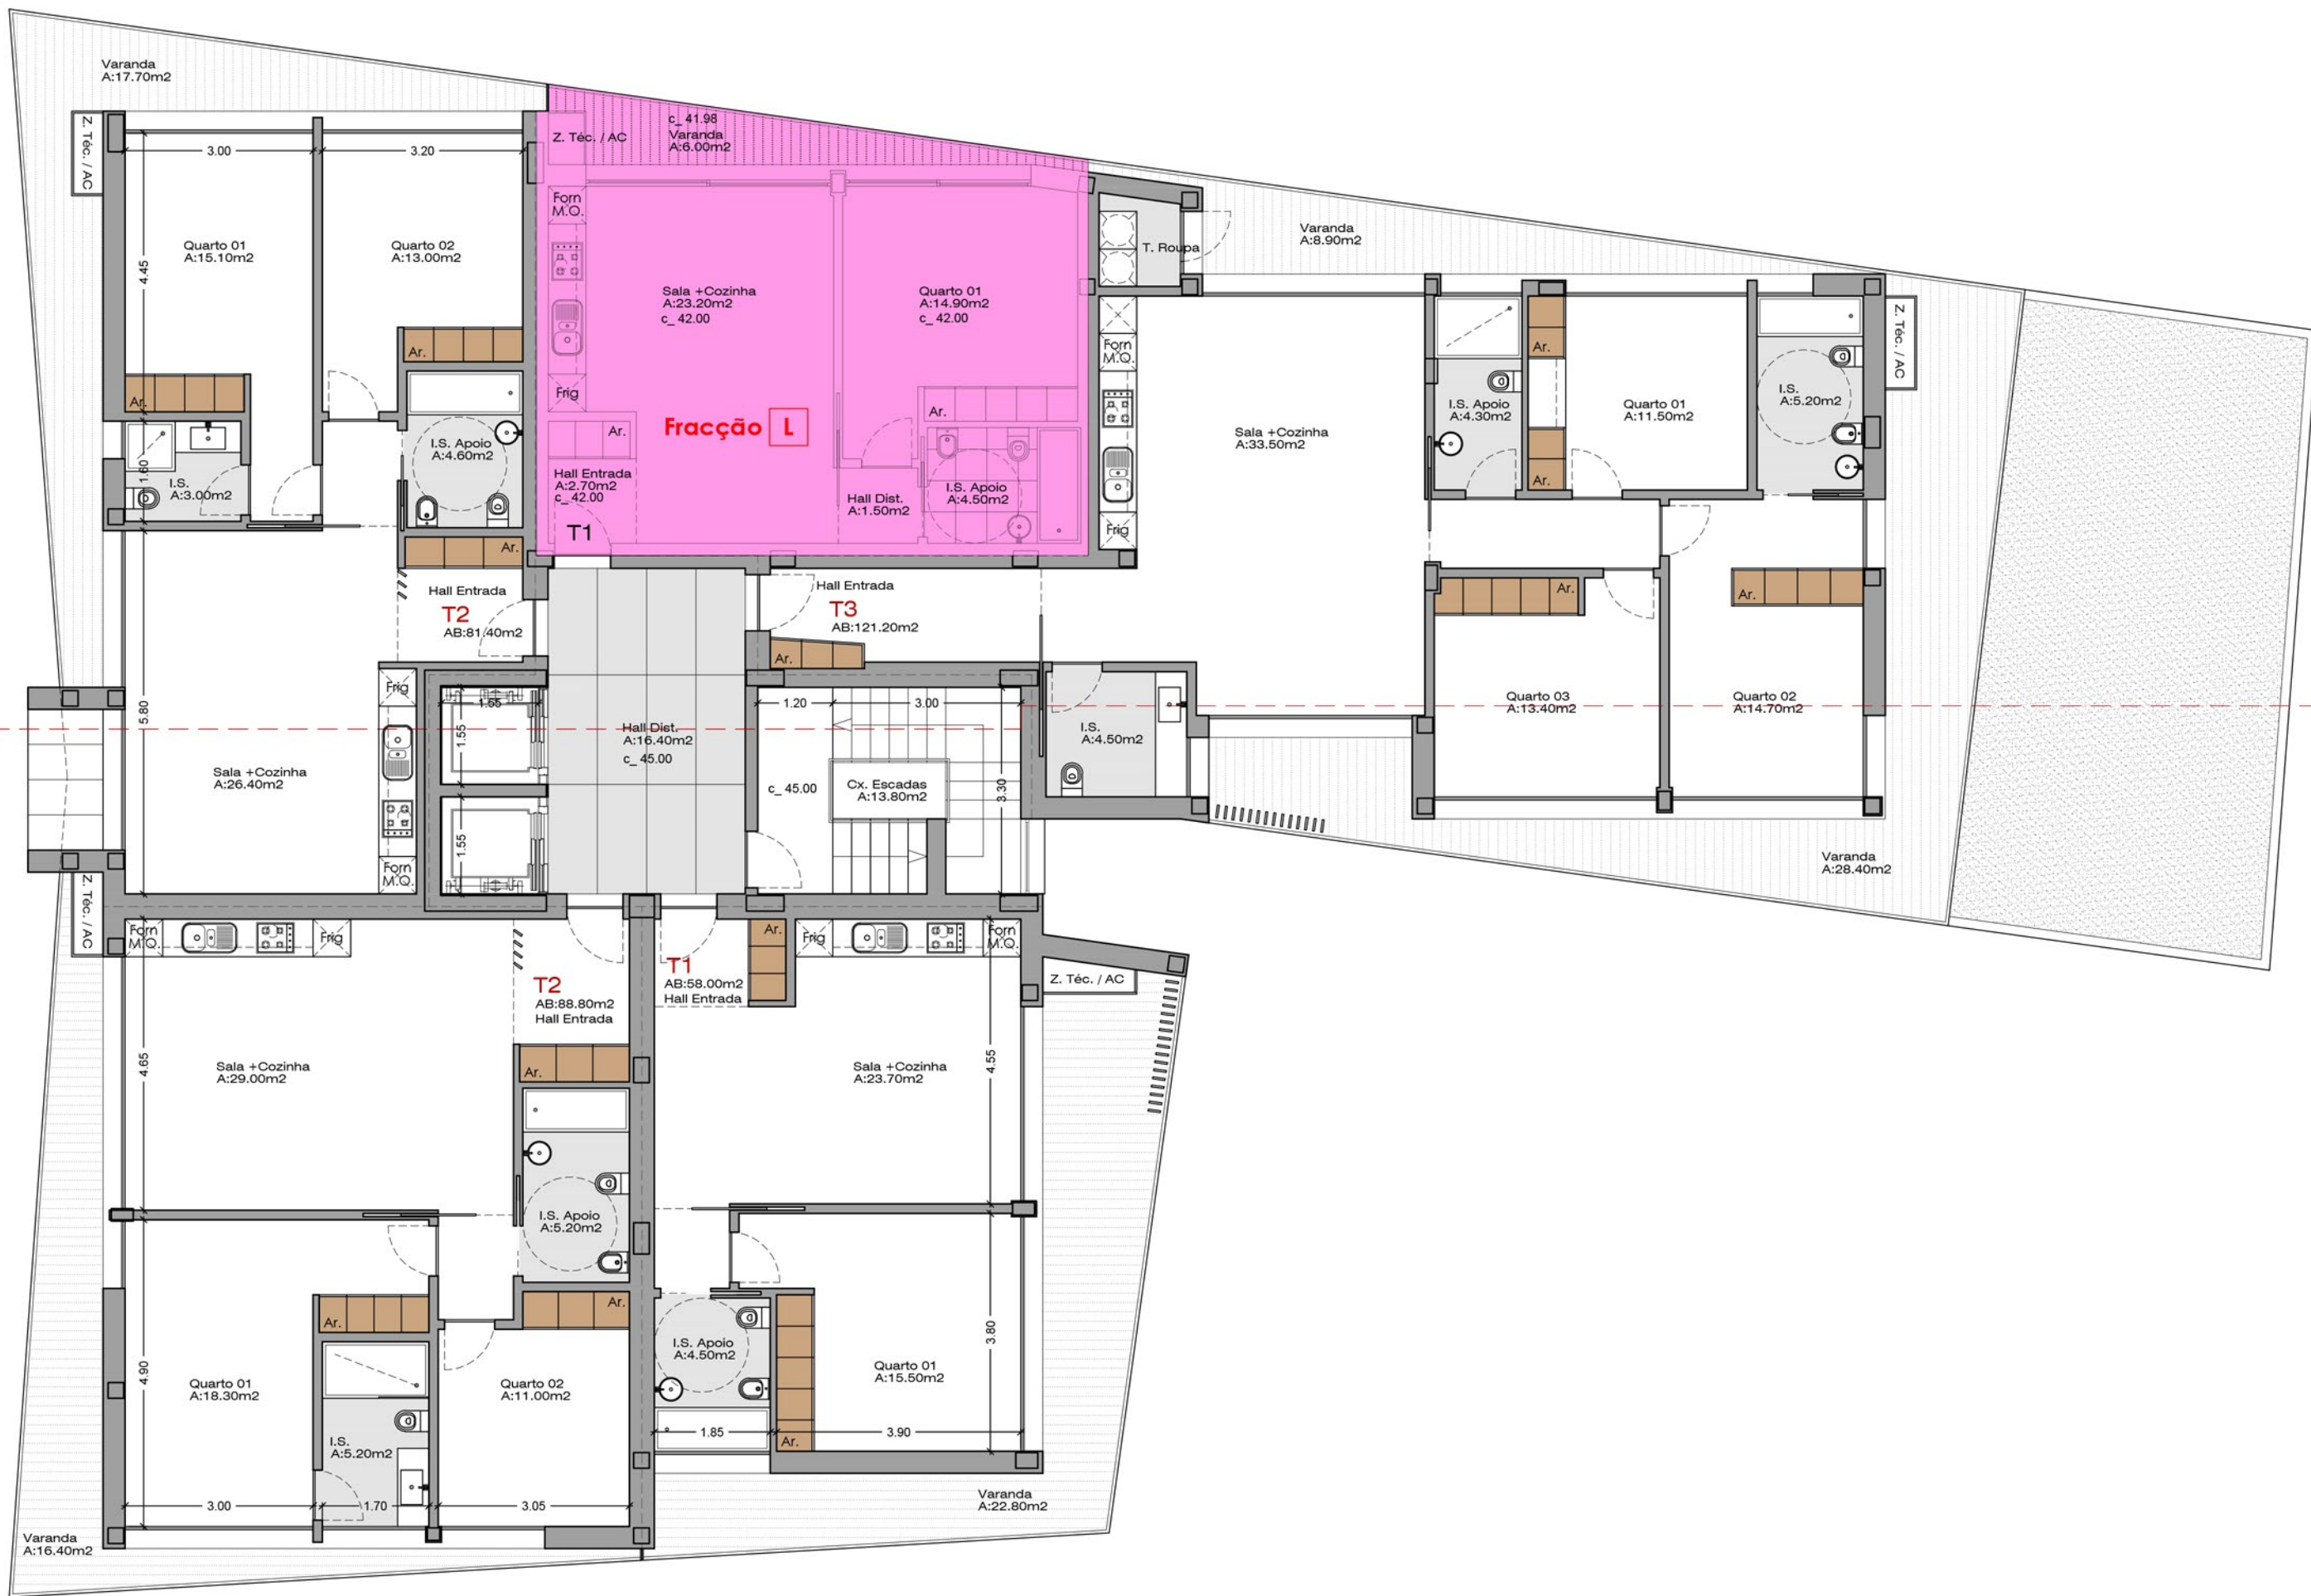 Varanda
A:17.70m2
Z. Téc. / AC
3.00
3.20
4.45
Quarto 01
A:15.10m2
Quarto 02
A:13.00m2
Ar.
Ar.
1.60
I.S.
A:3.00m2
I.S. Apoio
A:4.60m2
Ar.
Hall Entrada
T2
AB:81.40m2
5.80
Sala +Cozinha
A:26.40m2
Frig
Forn
M.O.
Z. Téc. / AC
c_ 41.98
Varanda
A:6.00m2
Z. Téc. / AC
Forn
M.O.
Sala +Cozinha
A:23.20m2
c_ 42.00
Quarto 01
A:14.90m2
c_ 42.00
Frig
Ar.
Fracção L
Ar.
Hall Entrada
A:2.70m2
c_ 42.00
T1
Hall Dist.
A:1.50m2
I.S. Apoio
A:4.50m2
T. Roupa
Varanda
A:8.90m2
Forn
M.O.
Frig
Sala +Cozinha
A:33.50m2
I.S. Apoio
A:4.30m2
Ar.
Ar.
Quarto 01
A:11.50m2
I.S.
A:5.20m2
Z. Téc. / AC
Hall Entrada
T3
AB:121.20m2
Ar.
Ar.
Quarto 03
A:13.40m2
Quarto 02
A:14.70m2
I.S.
A:4.50m2
Varanda
A:28.40m2
1.55
1.55
1.55
Hall Dist.
A:16.40m2
c_ 45.00
1.20
3.00
c_ 45.00
Cx. Escadas
A:13.80m2
3.30
Forn
M.O.
Frig
T2
AB:88.80m2
Hall Entrada
4.65
Sala +Cozinha
A:29.00m2
Ar.
I.S. Apoio
A:5.20m2
4.90
Ar.
Ar.
Quarto 01
A:18.30m2
Quarto 02
A:11.00m2
I.S.
A:5.20m2
3.00
1.70
3.05
Varanda
A:16.40m2
T1
AB:58.00m2
Hall Entrada
Ar.
Frig
Forn
M.O.
Z. Téc. / AC
Sala +Cozinha
A:23.70m2
4.55
I.S. Apoio
A:4.50m2
3.80
Quarto 01
A:15.50m2
1.85
3.90
Ar.
Varanda
A:22.80m2